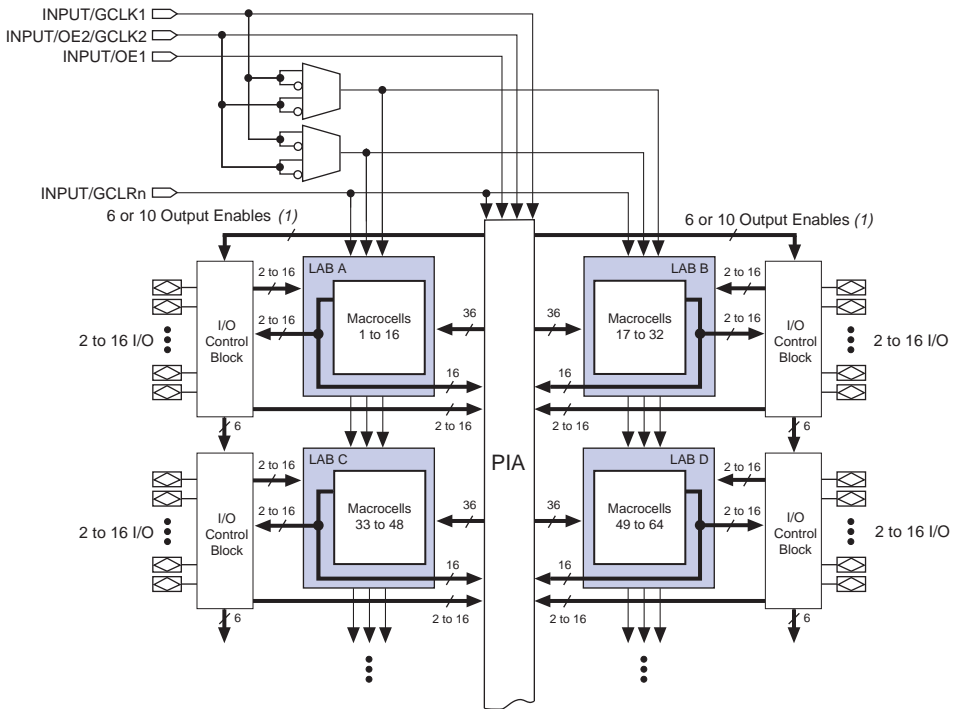 INPUT/GCLK1
INPUT/OE2/GCLK2
INPUT/OE1
INPUT/GCLRn
6 or 10 Output Enables (1)
6 or 10 Output Enables (1)
LAB A
LAB B
2 to 16
2 to 16
2 to 16
2 to 16
Macrocells
1 to 16
Macrocells
17 to 32
36
36
I/O
Control
Block
I/O
Control
Block
2 to 16 I/O
2 to 16 I/O
16
16
2 to 16
2 to 16
6
6
PIA
LAB C
LAB D
2 to 16
2 to 16
2 to 16
2 to 16
Macrocells
33 to 48
Macrocells
49 to 64
36
36
I/O
Control
Block
I/O
Control
Block
2 to 16 I/O
2 to 16 I/O
16
16
2 to 16
2 to 16
6
6